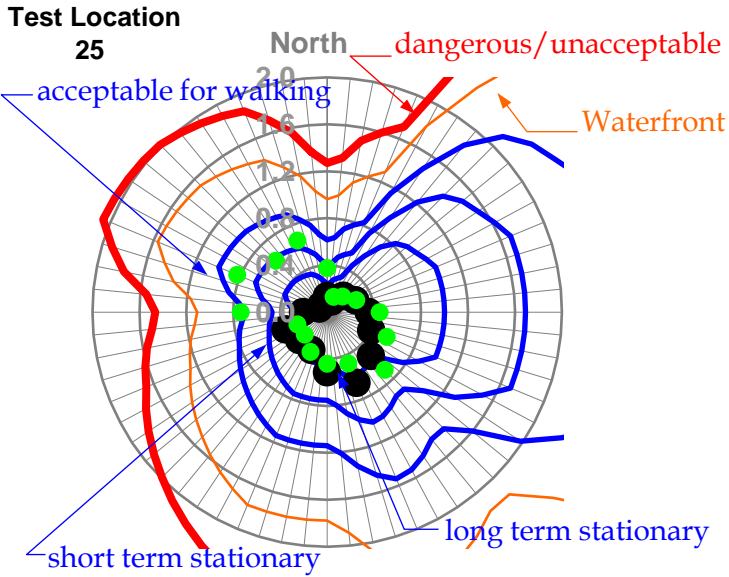 Test Location
25
North
dangerous/unacceptable
2.0
acceptable for walking
1.6
Waterfront
1.2
0.8
0.4
0.0
long term stationary
short term stationary